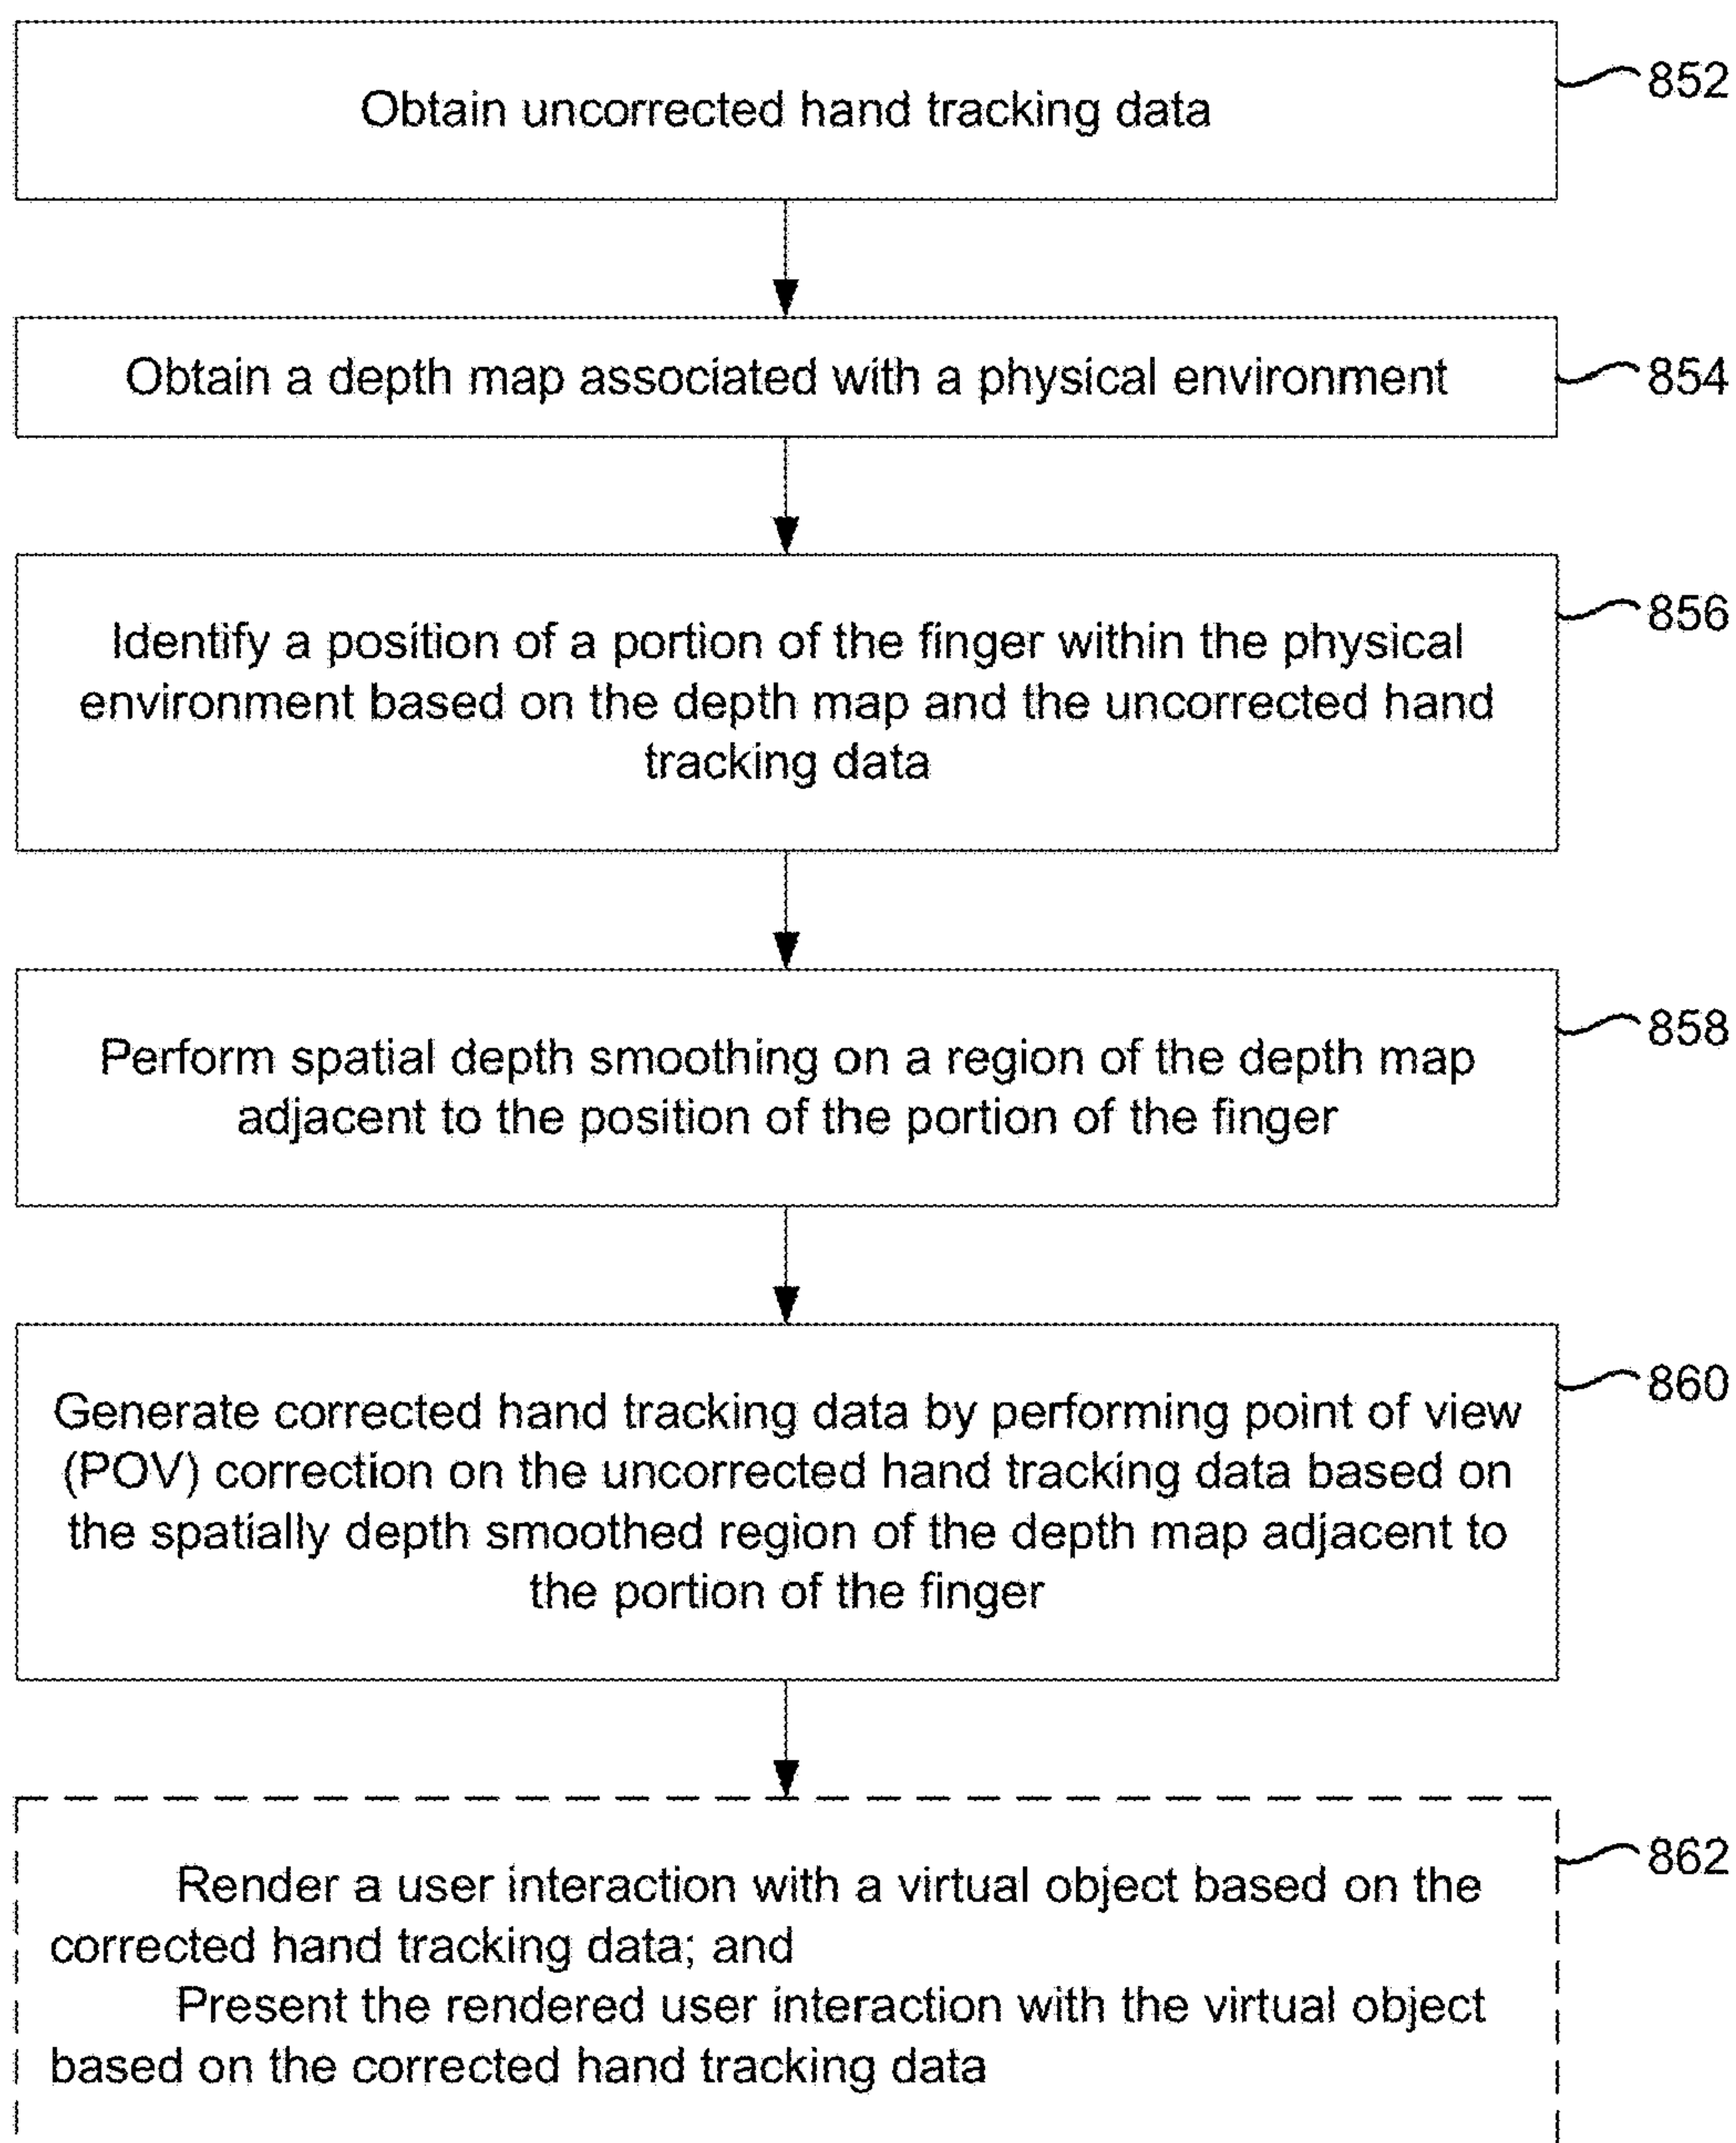 Obtain uncorrected hand tracking data
852
Obtain a depth map associated with a physical environment
854
Identify a position of a portion of the finger within the physical
environment based on the depth map and the uncorrected hand
tracking data
856
Perform spatial depth smoothing on a region of the depth map
adjacent to the position of the portion of the finger
858
Generate corrected hand tracking data by performing point of view
(POV) correction on the uncorrected hand tracking data based on
the spatially depth smoothed region of the depth map adjacent to
the portion of the finger
860
Render a user interaction with a virtual object based on the
corrected hand tracking data; and
Present the rendered user interaction with the virtual object
based on the corrected hand tracking data
862